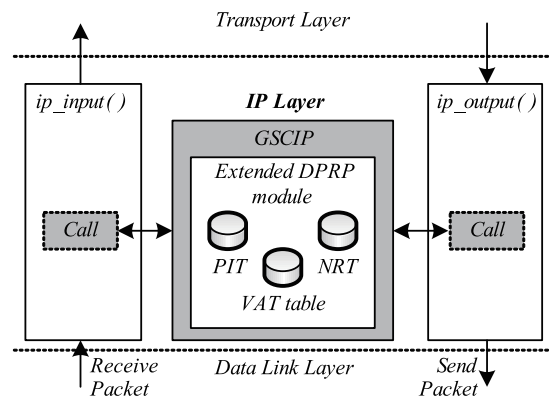 Transport Layer
ip_input( )
IP Layer
ip_output( )
GSCIP
Extended DPRP
module
Call
Call
PIT
NRT
VAT table
Receive
Packet
Data Link Layer
Send
Packet